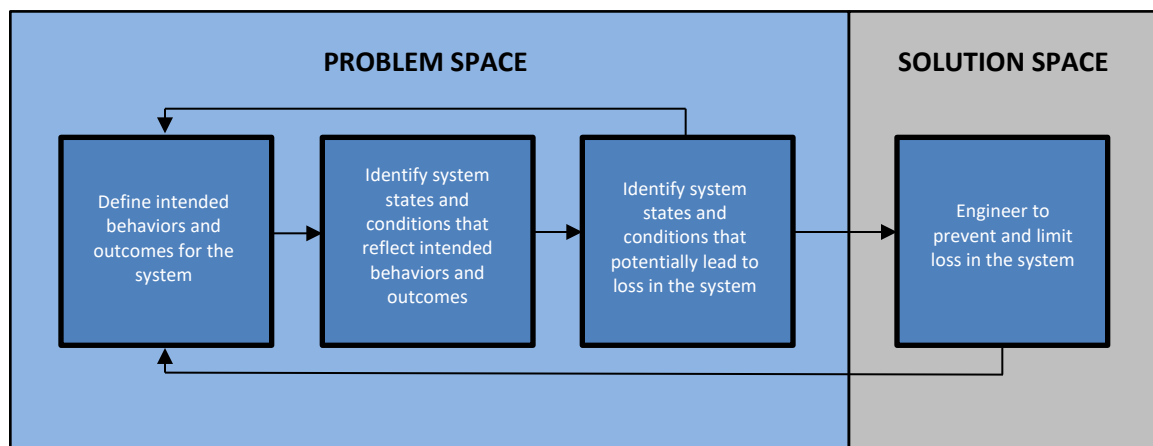 PROBLEM SPACE
SOLUTION SPACE
Define intended
behaviors and
outcomes for the
system
Identify system
states and
conditions that
reflect intended
behaviors and
outcomes
Identify system
states and
conditions that
potentially lead to
loss in the system
Engineer to
prevent and limit
loss in the system